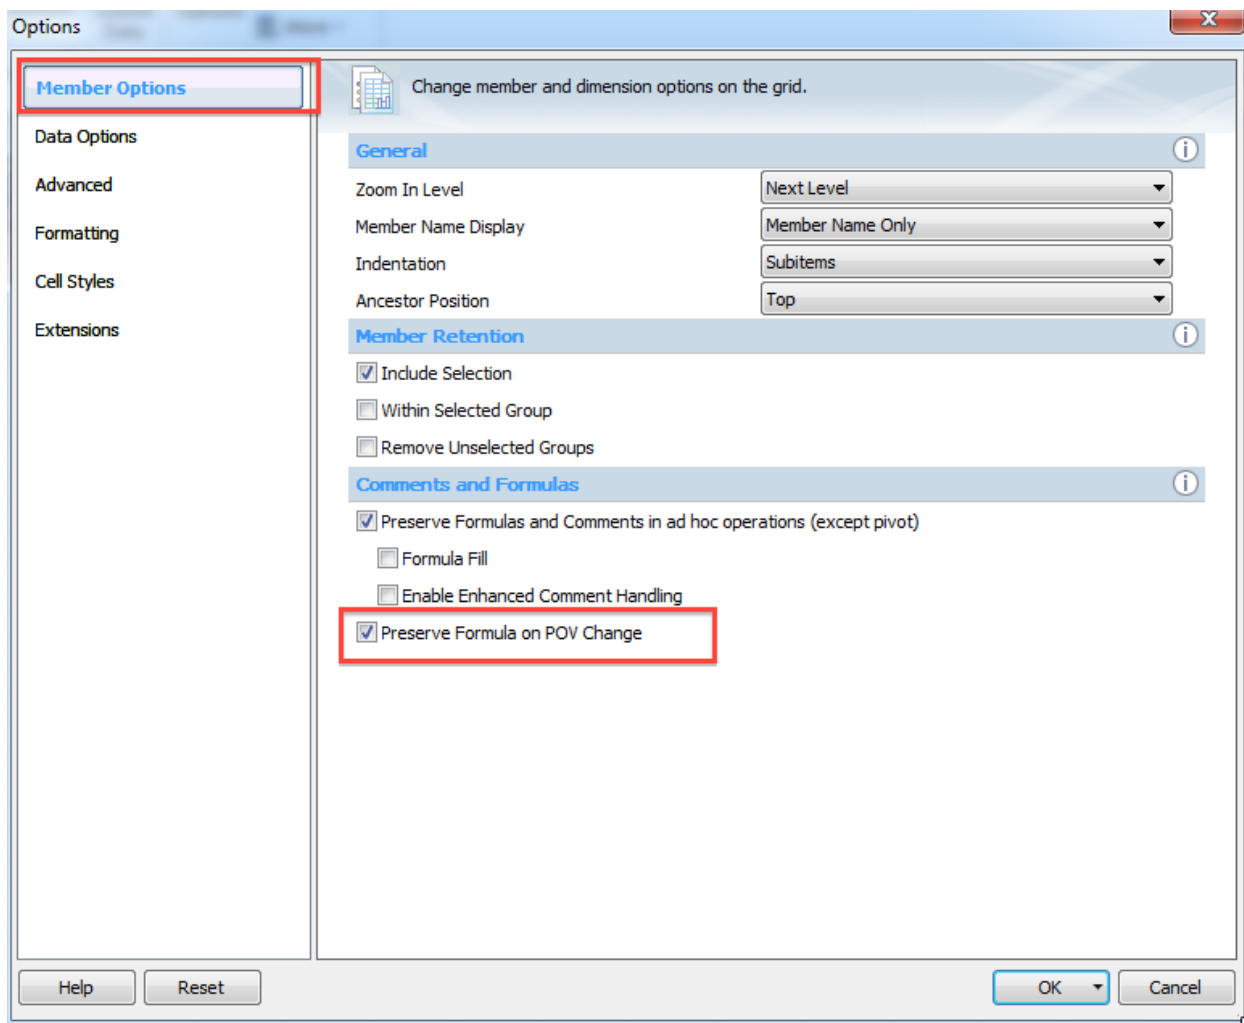 Options
X
Member Options
Data Options
Advanced
Formatting
Cell Styles
Extensions
Change member and dimension options on the grid.
General
Zoom In Level Next Level
Member Name Display Member Name Only
Indentation Subitems
Ancestor Position Top
Member Retention
Include Selection
Within Selected Group
Remove Unselected Groups
Comments and Formulas
Preserve Formulas and Comments in ad hoc operations (except pivot)
Formula Fill
Enable Enhanced Comment Handling
Preserve Formula on POV Change
Help Reset OK Cancel